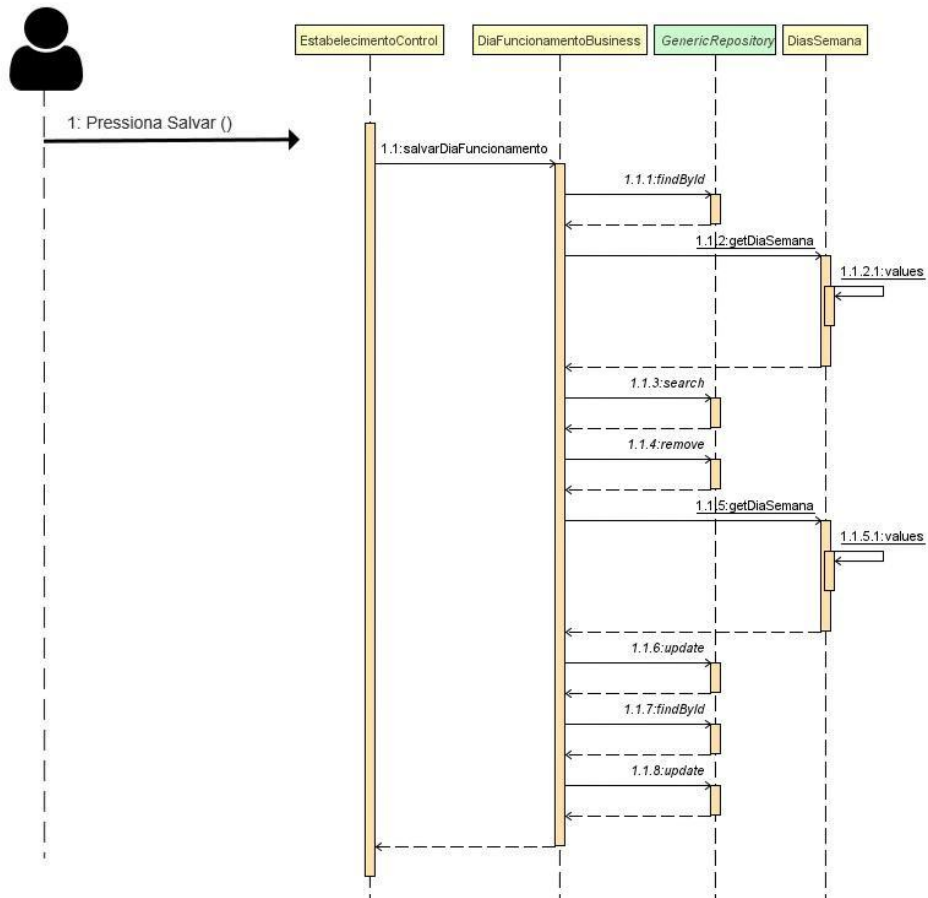 EstabelecimentoControl
DiaFuncionamentoBusiness
GenericRepository
DiasSemana
1: Pressiona Salvar ()
1.1:salvarDiaFuncionamento
1.1.1:findById
1.1.2:getDiaSemana
1.1.2.1:values
1.1.3:search
1.1.4:remove
1.1.5:getDiaSemana
1.1.5.1:values
1.1.6:update
1.1.7:findById
1.1.8:update